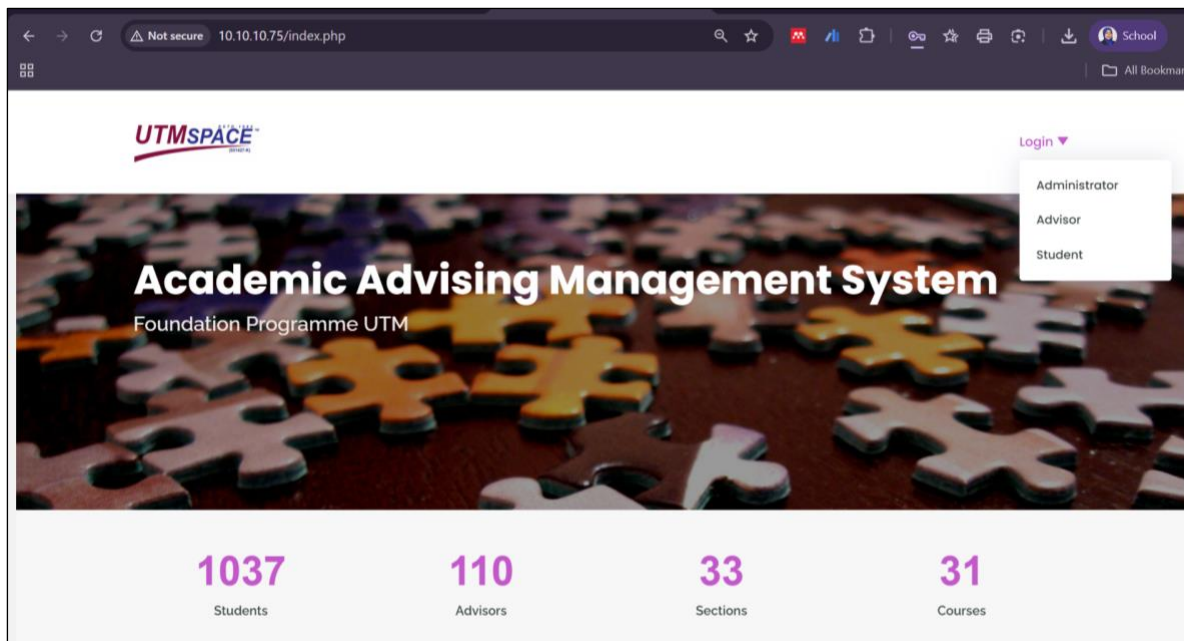 Not secure
10.10.10.75/index.php
School
All Bookmar
UTMSPACE
Login ▼
Administrator
Advisor
Student
Academic Advising Management System
Foundation Programme UTM
1037
110
33
31
Students
Advisors
Sections
Courses